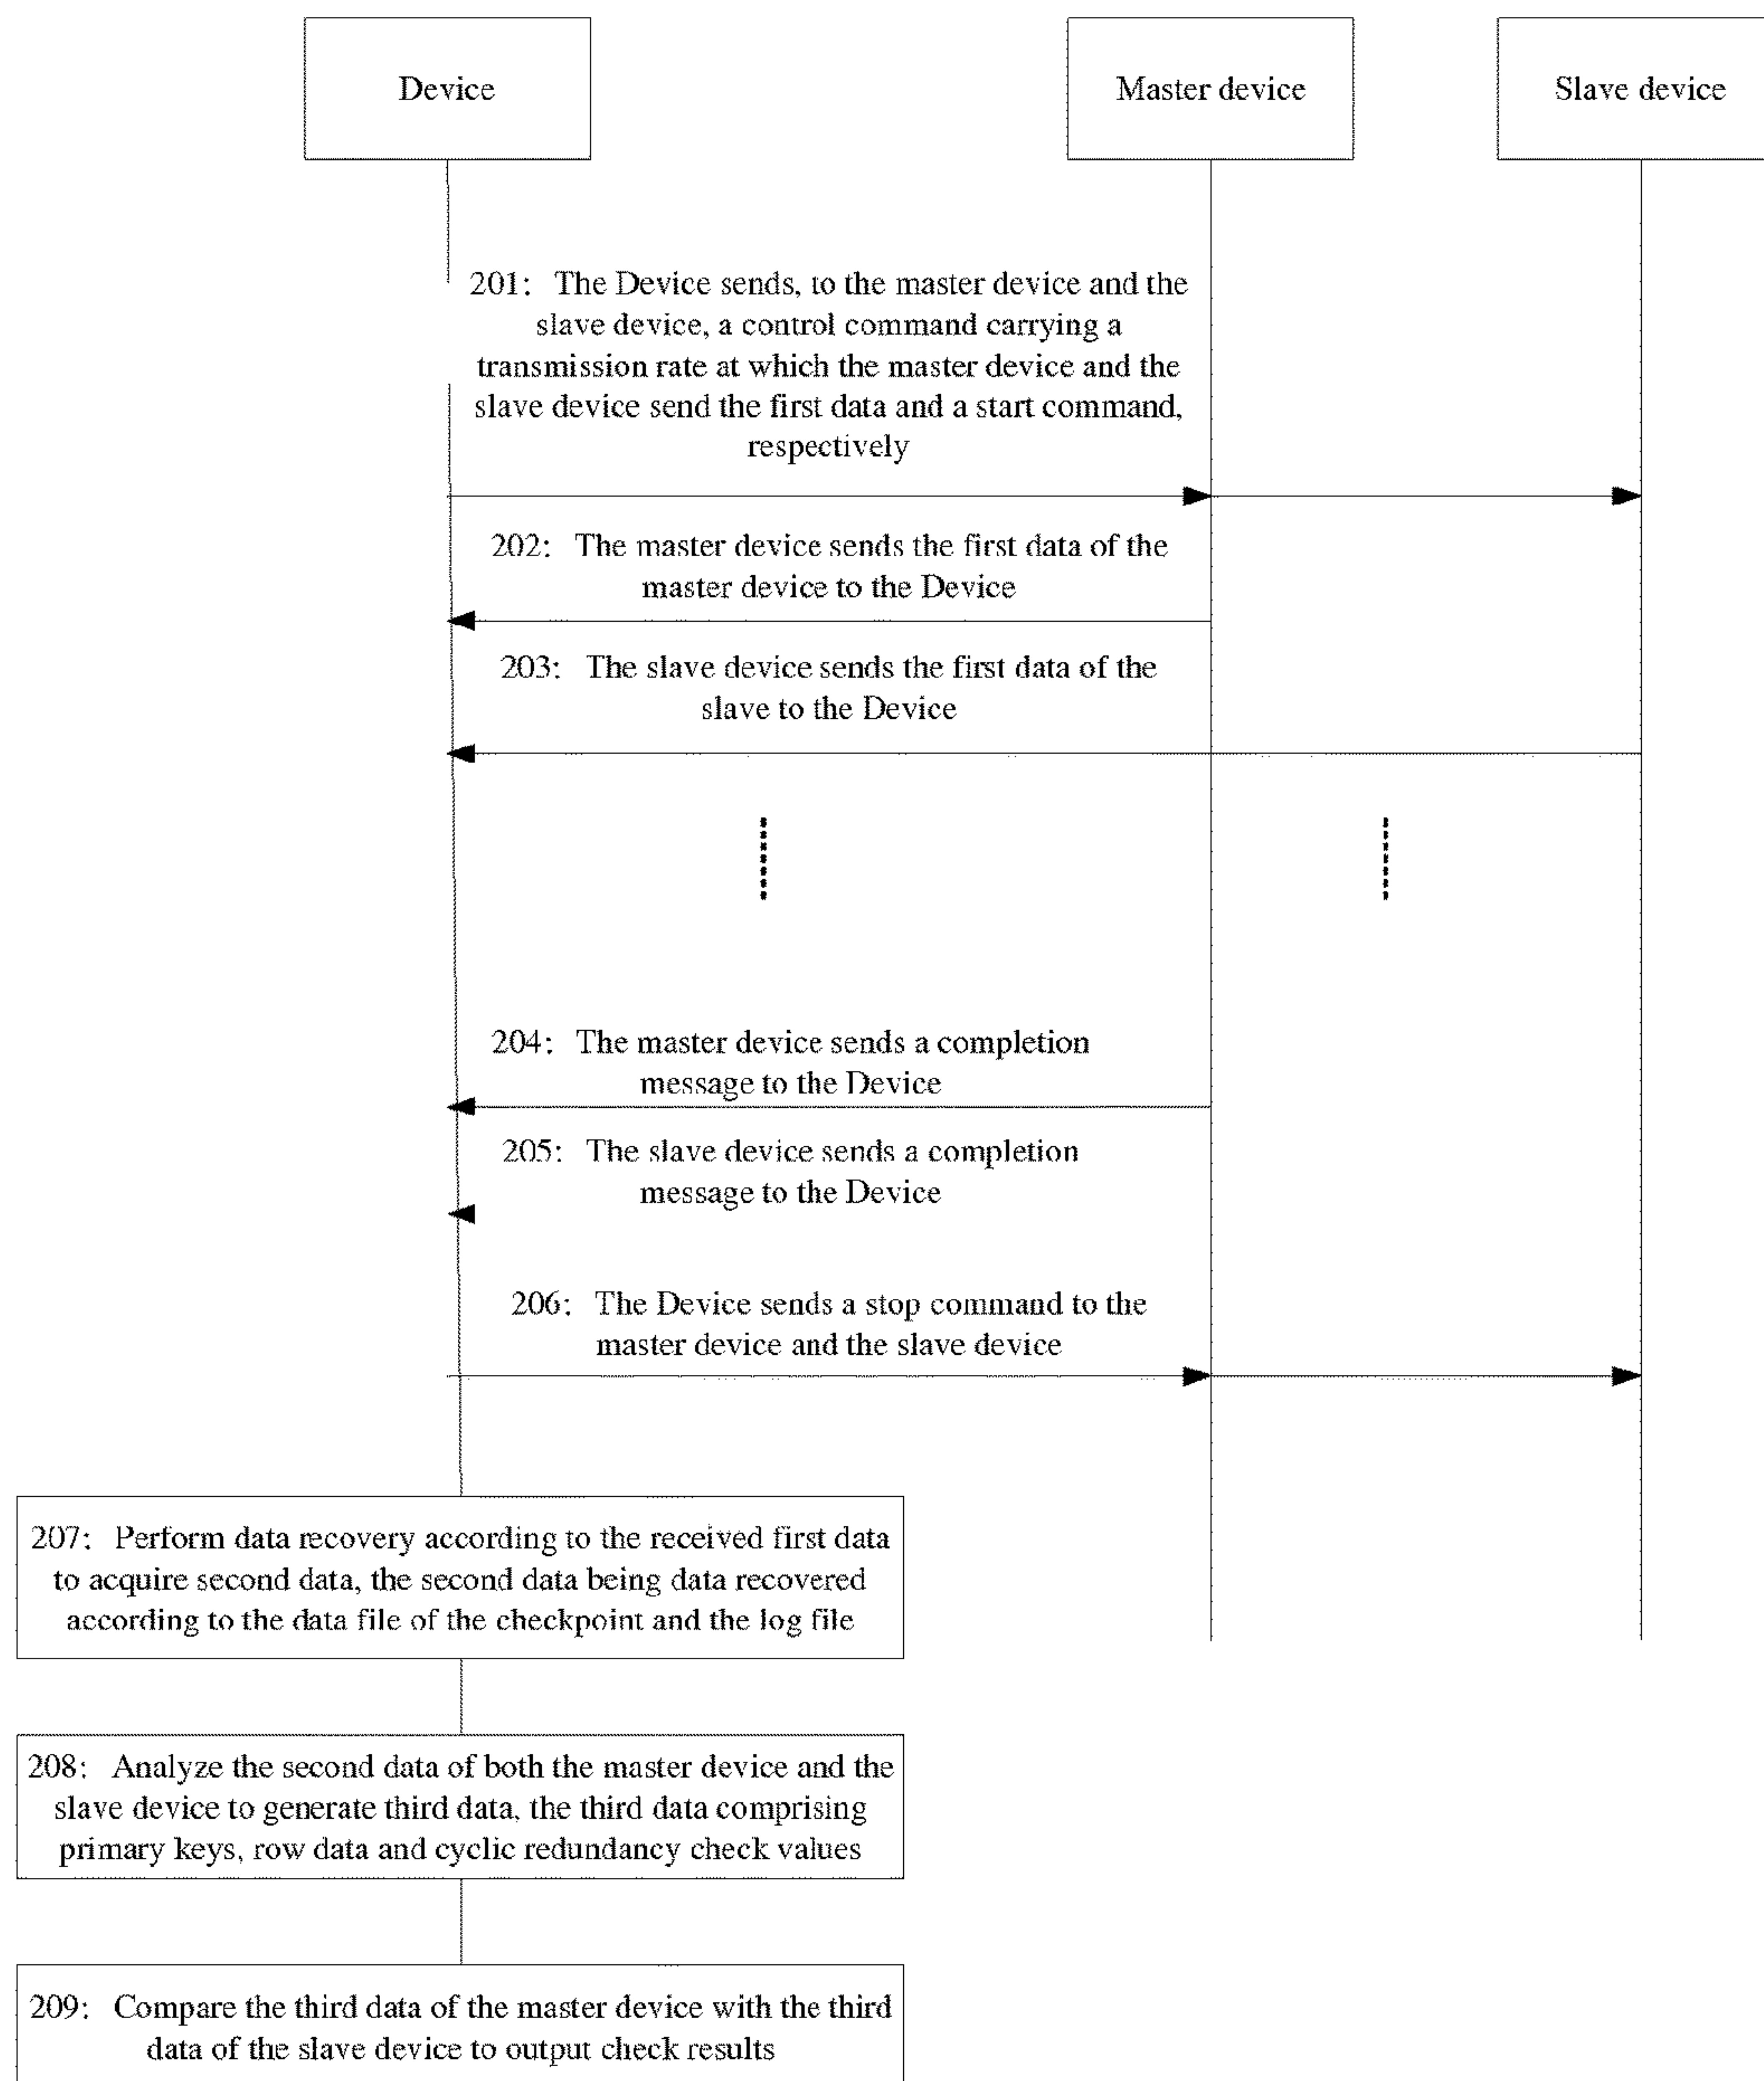 Device
Master device
Slave device
201: The Device sends, to the master device and the
slave device, a control command carrying a
transmission rate at which the master device and the
slave device send the first data and a start command,
respectively
202: The master device sends the first data of the
master device to the Device
203: The slave device sends the first data of the
slave to the Device
204: The master device sends a completion
message to the Device
205: The slave device sends a completion
message to the Device
206: The Device sends a stop command to the
master device and the slave device
207: Perform data recovery according to the received first data
to acquire second data, the second data being data recovered
according to the data file of the checkpoint and the log file
208: Analyze the second data of both the master device and the
slave device to generate third data, the third data comprising
primary keys, row data and cyclic redundancy check values
209: Compare the third data of the master device with the third
data of the slave device to output check results